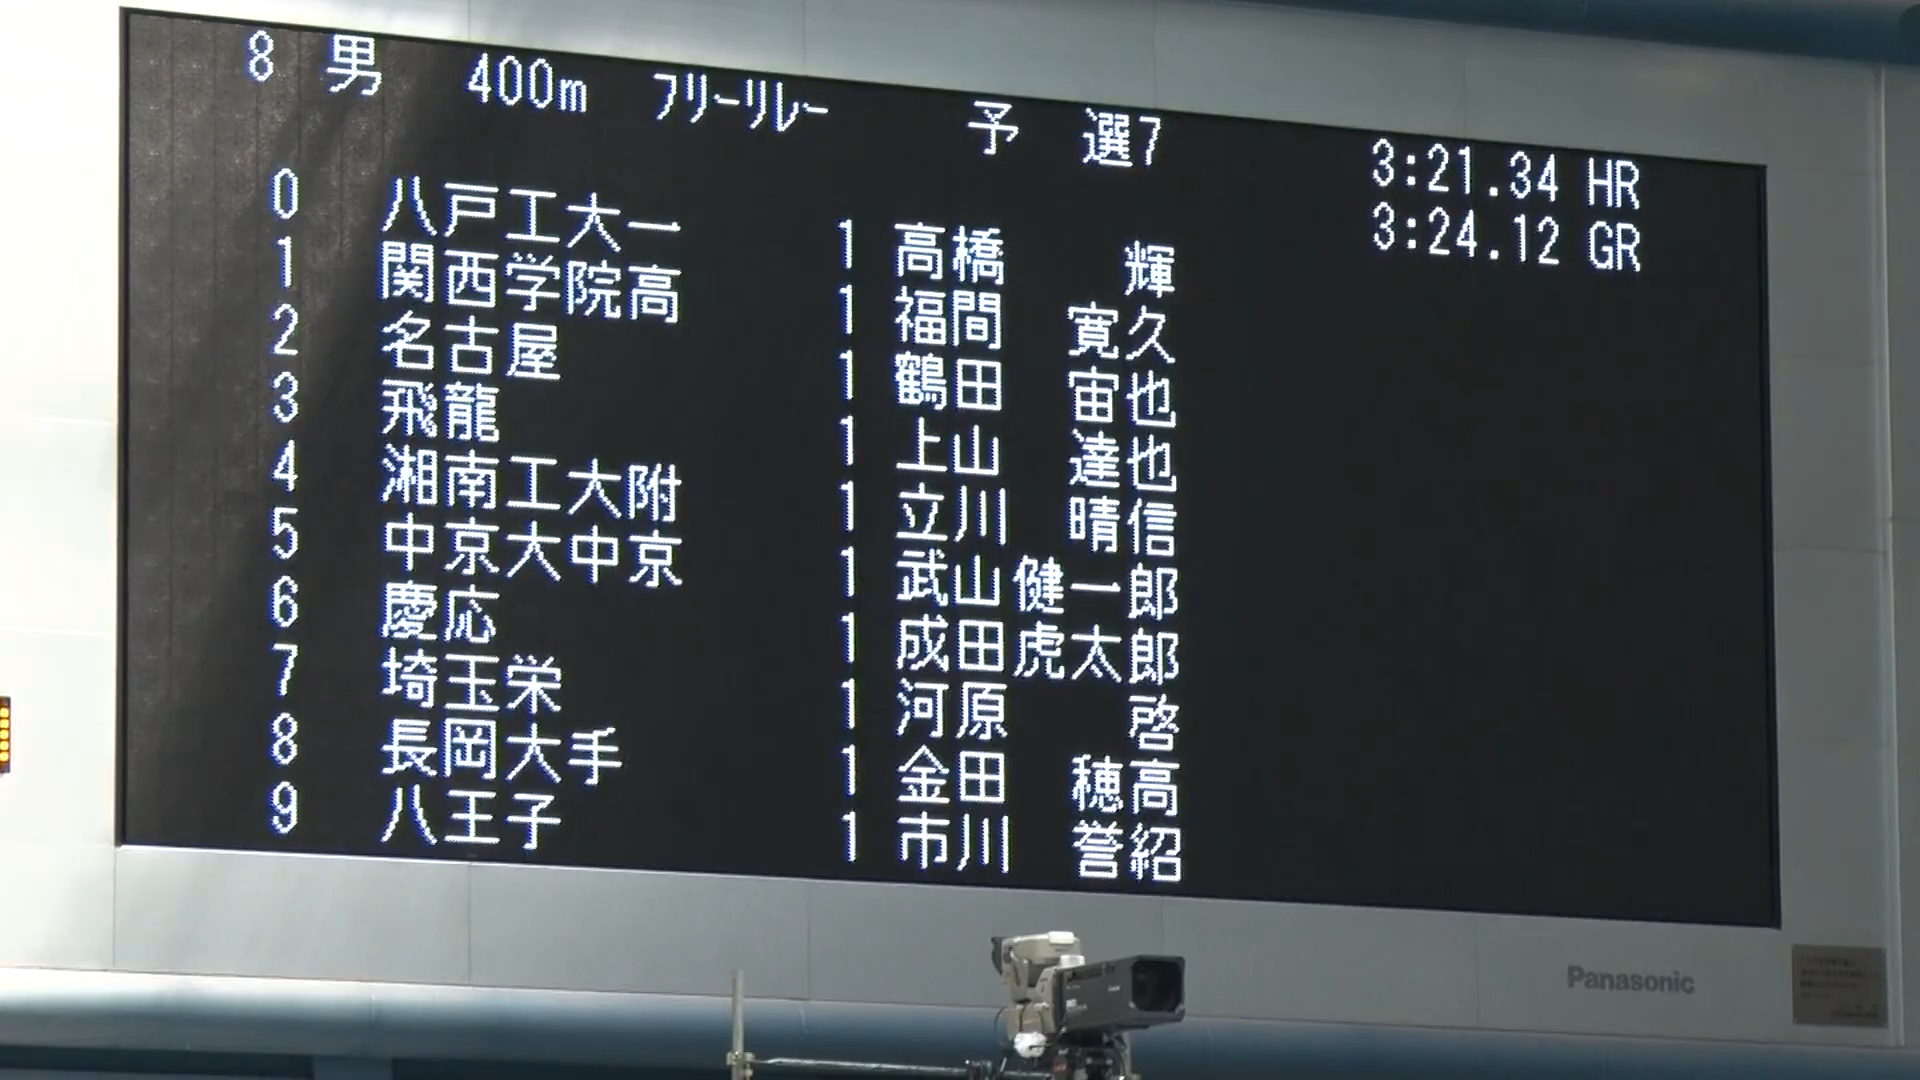 8 男 400m フリーリレー 予 選7
3:21.34 HR
3:24.12 GR
0 八戸工大一 1 高橋 輝
1 関西学院高 1 福間 寛久
2 名古屋 1 鶴田 宙也
3 飛龍 1 上山 達也
4 湘南工大附 1 立川 晴信
5 中京大中京 1 武山 健一郎
6 慶応 1 成田 虎太郎
7 埼玉栄 1 河原 啓
8 長岡大手 1 金田 穂高
9 八王子 1 市川 誉紹
Panasonic